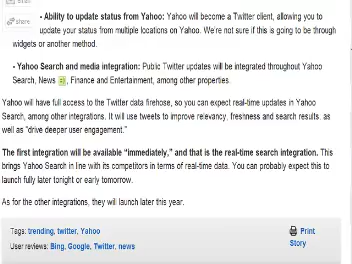 Email
- Ability to update status from Yahoo: Yahoo will become a Twitter client, allowing you to
share
update your status from multiple locations on Yahoo. We're not sure if this is going to be through
widgets or another method.
- Yahoo Search and media integration: Public Twitter updates will be integrated throughout Yahoo
Search, News , Finance and Entertainment, among other properties.
Yahoo will have full access to the Twitter data firehose, so you can expect real-time updates in Yahoo
Search, among other integrations. It will use tweets to improve relevancy, freshness and search results, as
well as "drive deeper user engagement."
The first integration will be available "immediately," and that is the real-time search integration. This
brings Yahoo Search in line with its competitors in terms of real-time data. You can probably expect this to
launch fully later tonight or early tomorrow.
As for the other integrations, they will launch later this year.
Tags: trending, twitter, Yahoo
Print
User reviews: Bing, Google, Twitter, news
Story